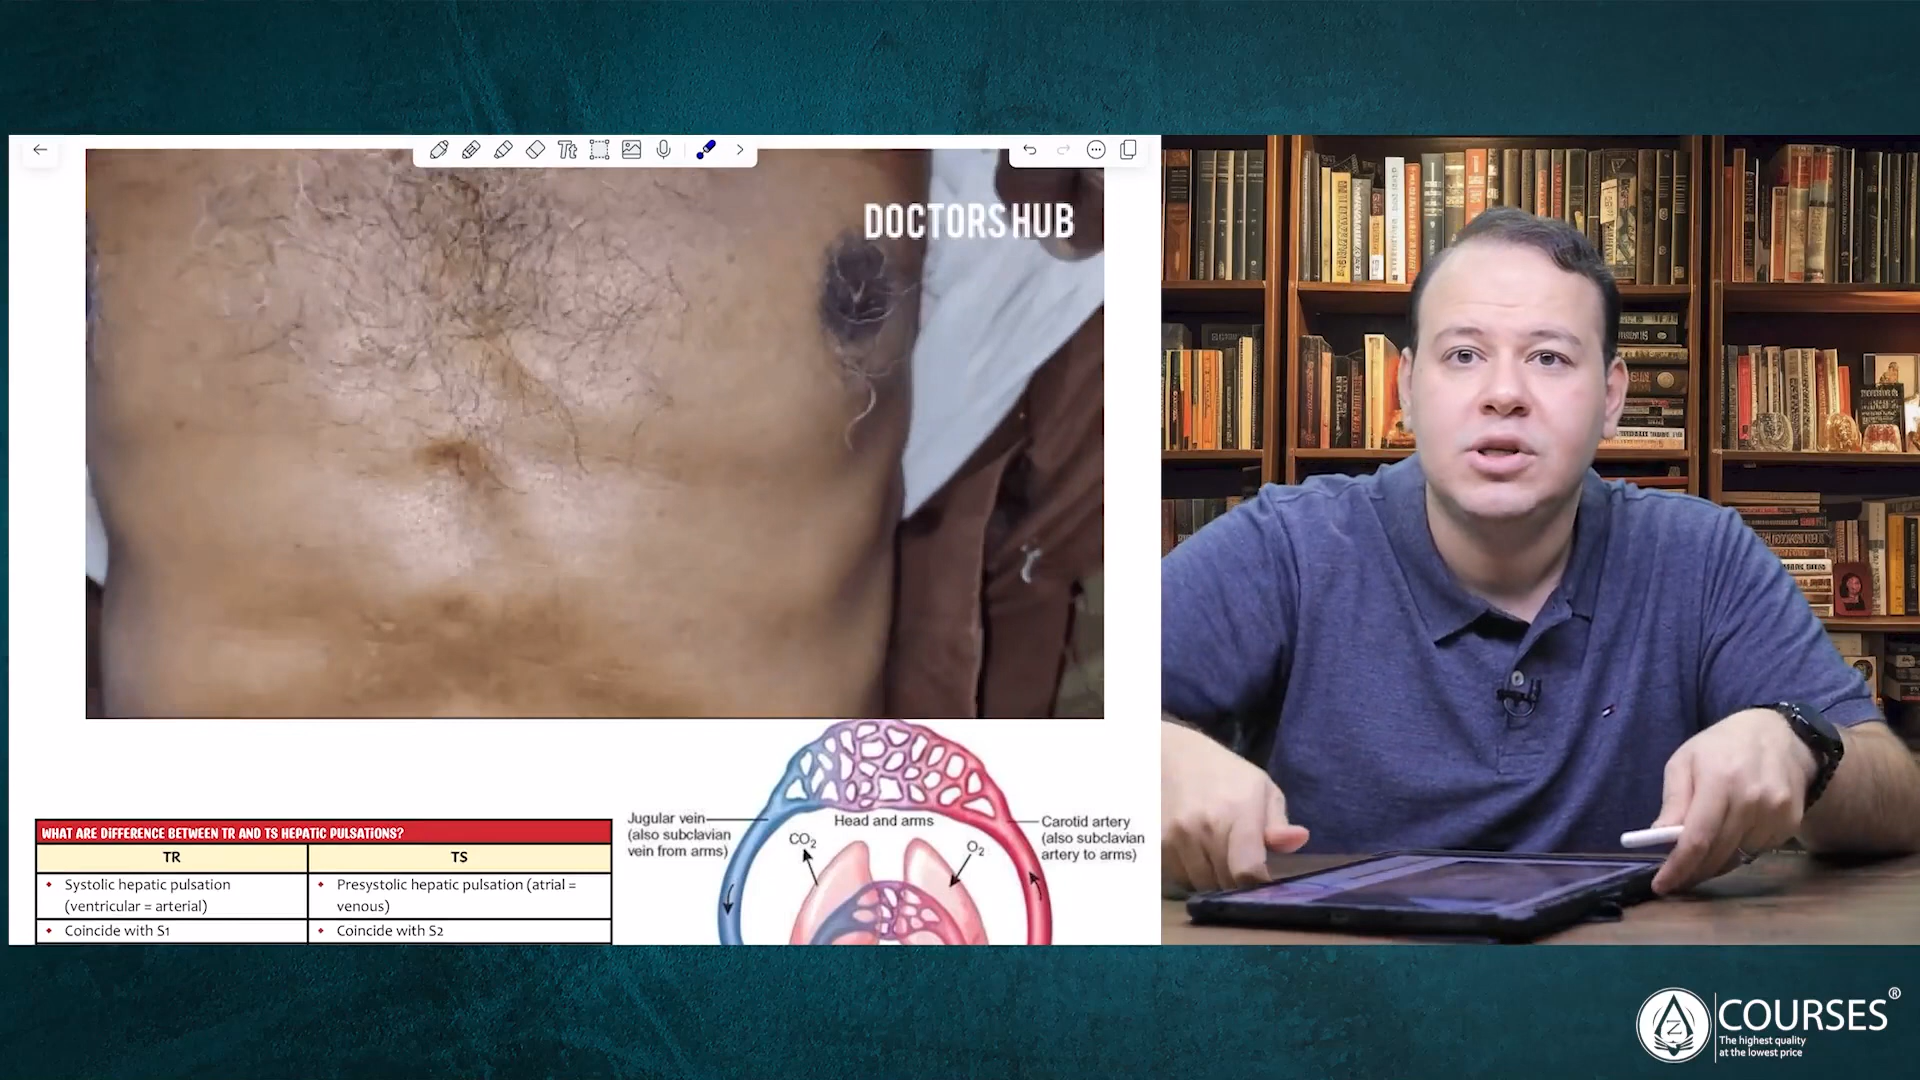 DOCTORS HUB
Tt
Jugular vein
(also subclavian
vein from arms)
Head and arms
Carotid artery
(also subclavian
artery to arms)
CO2
O2
WHAT ARE DIFFERENCE BETWEEN TR AND TS HEPATIC PULSATIONS?
TR
TS
Systolic hepatic pulsation
(ventricular = arterial)
Presystolic hepatic pulsation (atrial =
venous)
Coincide with S1
Coincide with S2
COURSES®
The highest quality
at the lowest price